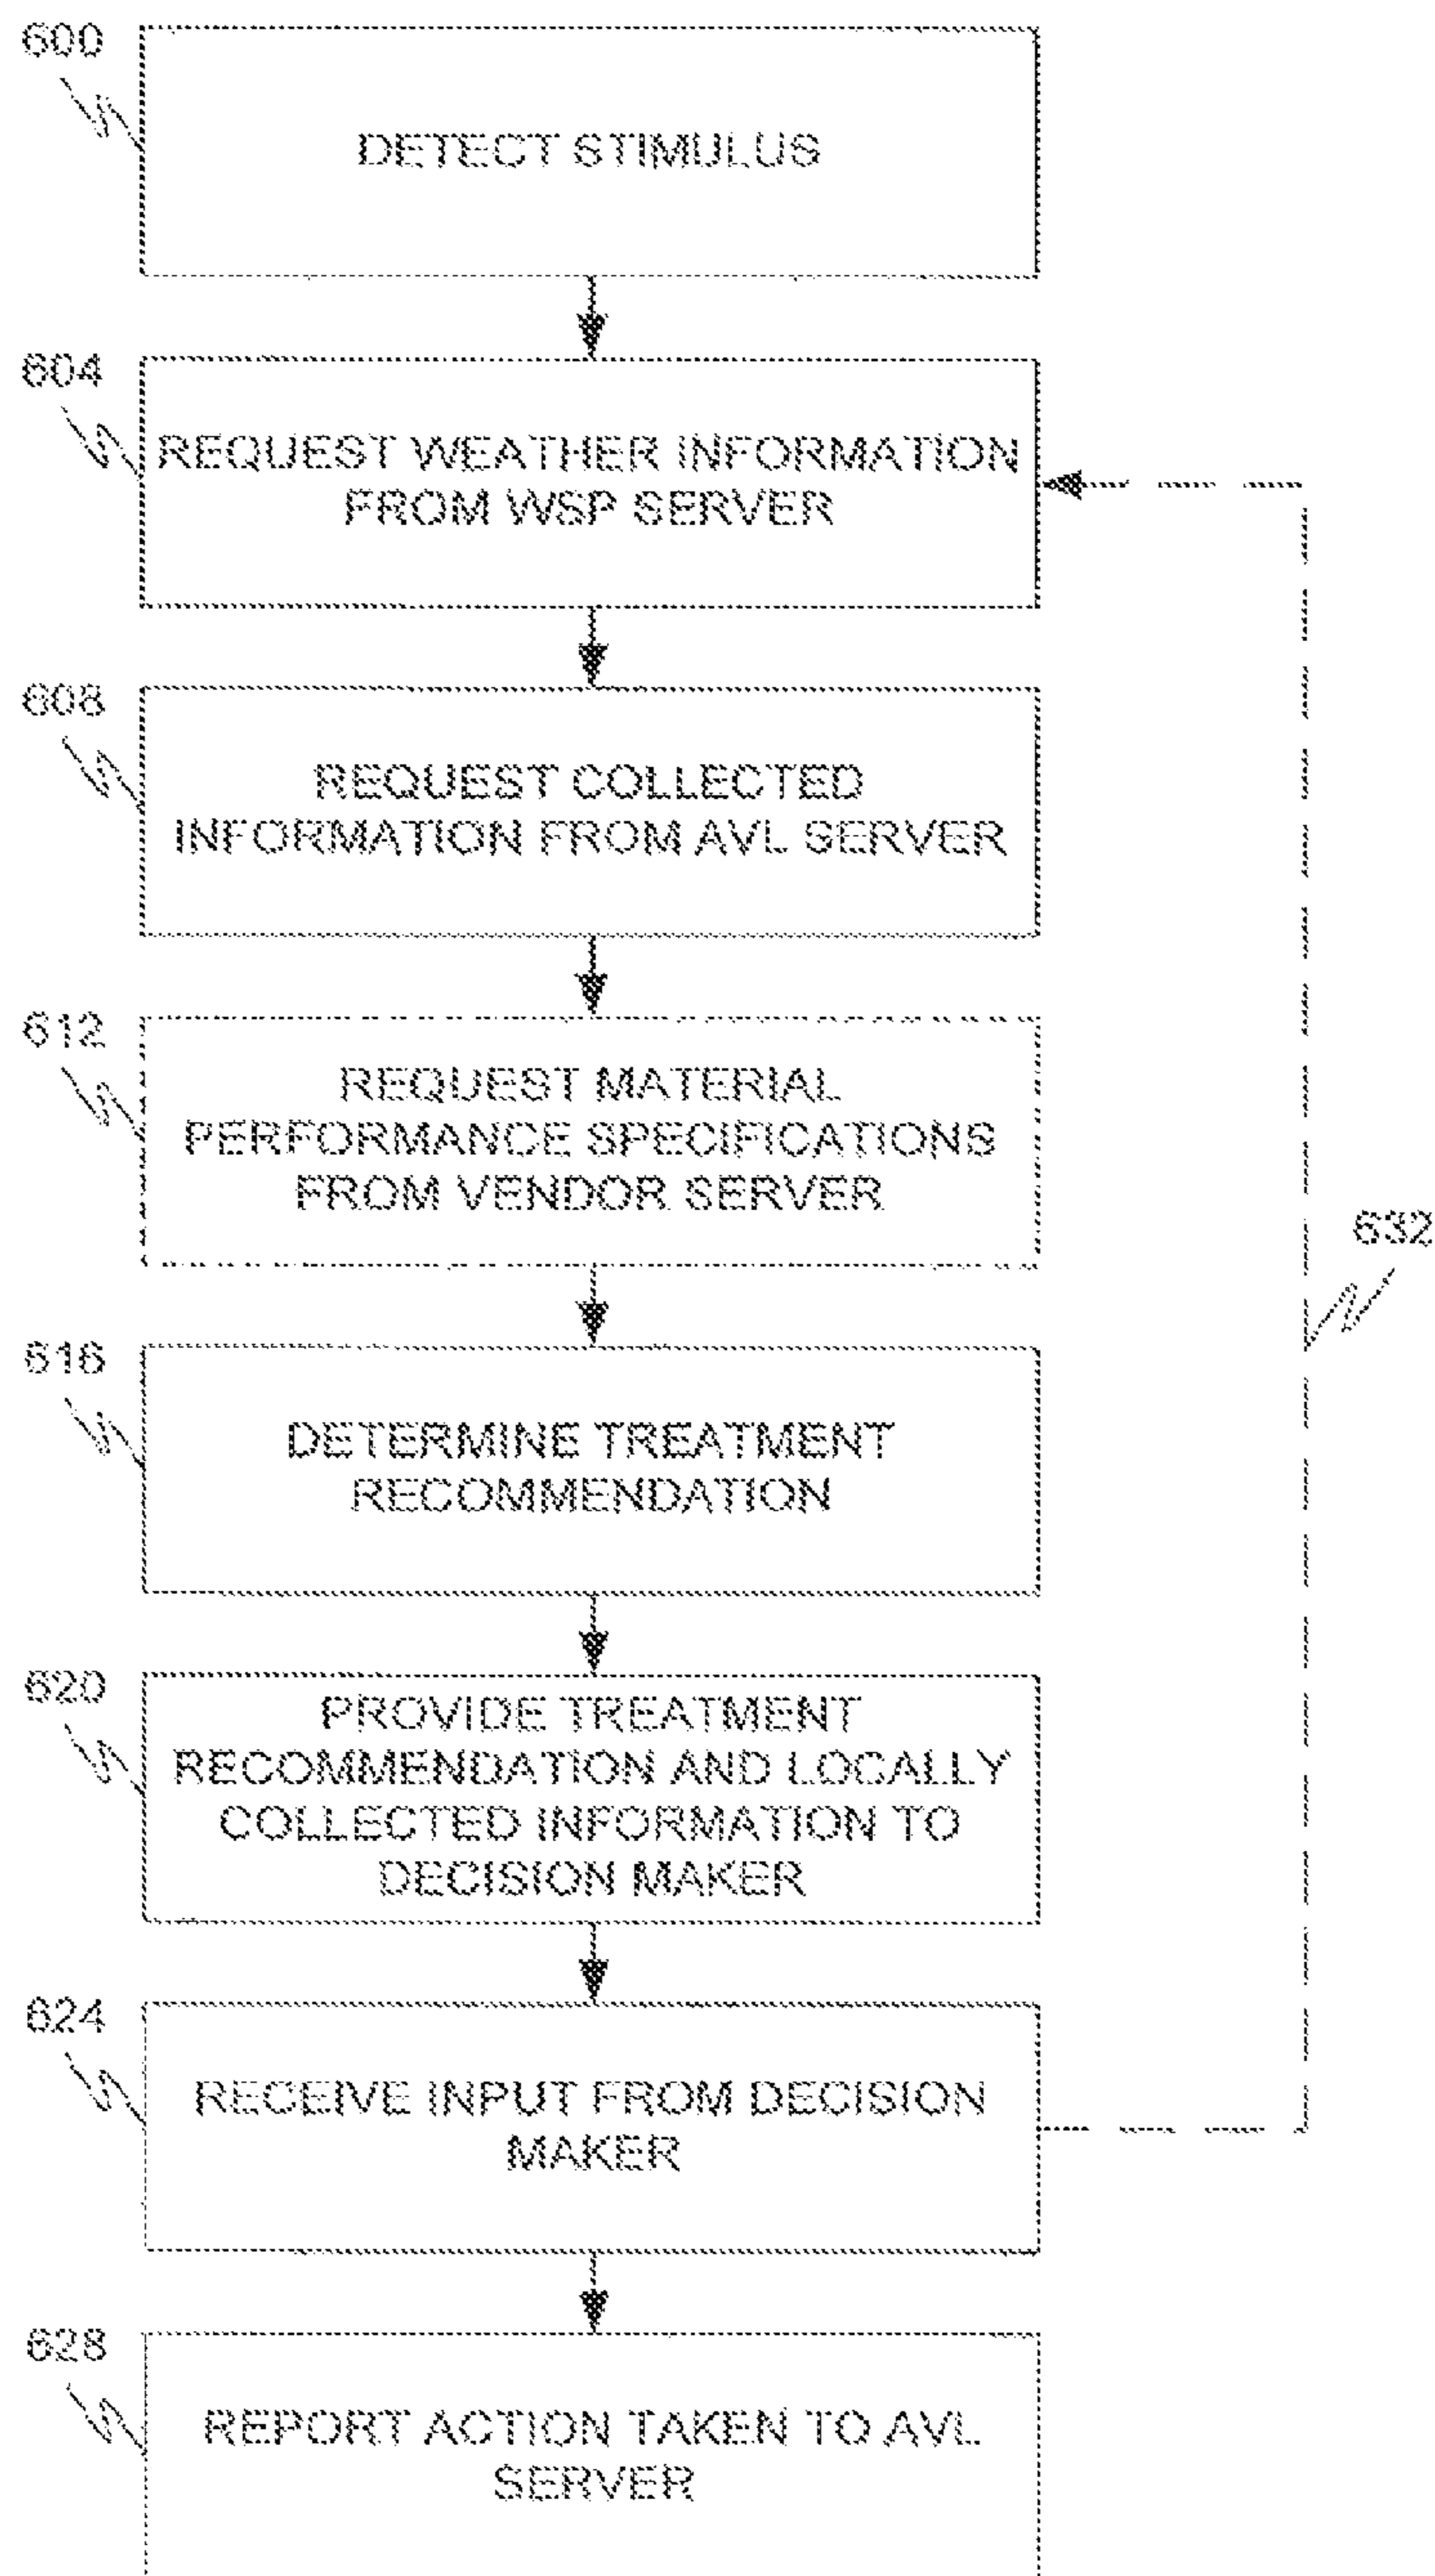 600
DETECT STIMULUS
604
REQUEST WEATHER INFORMATION
FROM WSP SERVER
608
REQUEST COLLECTED
INFORMATION FROM AVL SERVER
612
REQUEST MATERIAL
PERFORMANCE SPECIFICATIONS
FROM VENDOR SERVER
632
616
DETERMINE TREATMENT
RECOMMENDATION
620
PROVIDE TREATMENT
RECOMMENDATION AND LOCALLY
COLLECTED INFORMATION TO
DECISION MAKER
624
RECEIVE INPUT FROM DECISION
MAKER
628
REPORT ACTION TAKEN TO AVL
SERVER